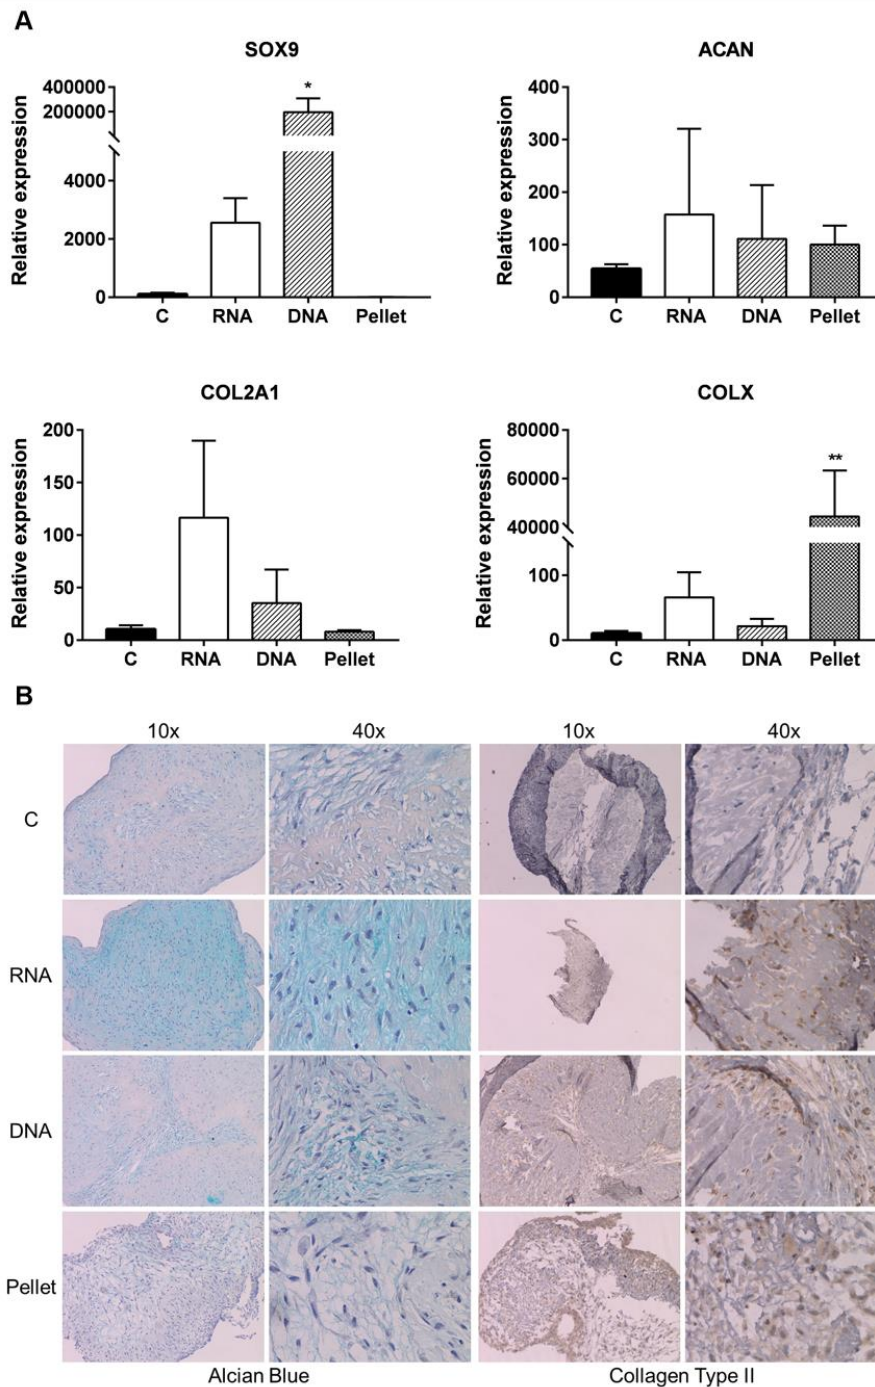 A
SOX9
Relative expression
400000
200000
4000
2000
0
*
C RNA DNA Pellet
ACAN
Relative expression
400
300
200
100
0
C RNA DNA Pellet
COL2A1
Relative expression
200
150
100
50
0
C RNA DNA Pellet
COLX
Relative expression
80000
60000
40000
100
0
**
C RNA DNA Pellet
B
10x 40x 10x 40x
C
RNA
DNA
Pellet
Alcian Blue Collagen Type II